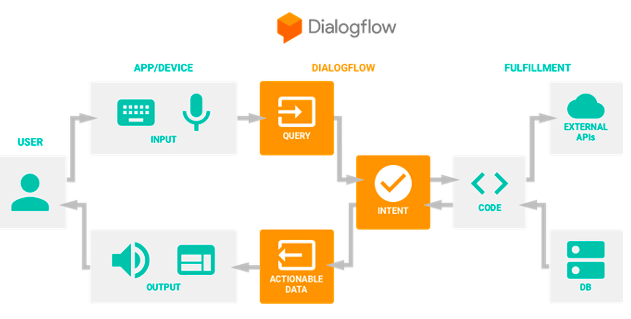 Dialogflow
APP/DEVICE
DIALOGFLOW
FULFILLMENT
INPUT
QUERY
EXTERNAL
APIs
USER
INTENT
CODE
OUTPUT
ACTIONABLE
DATA
DB